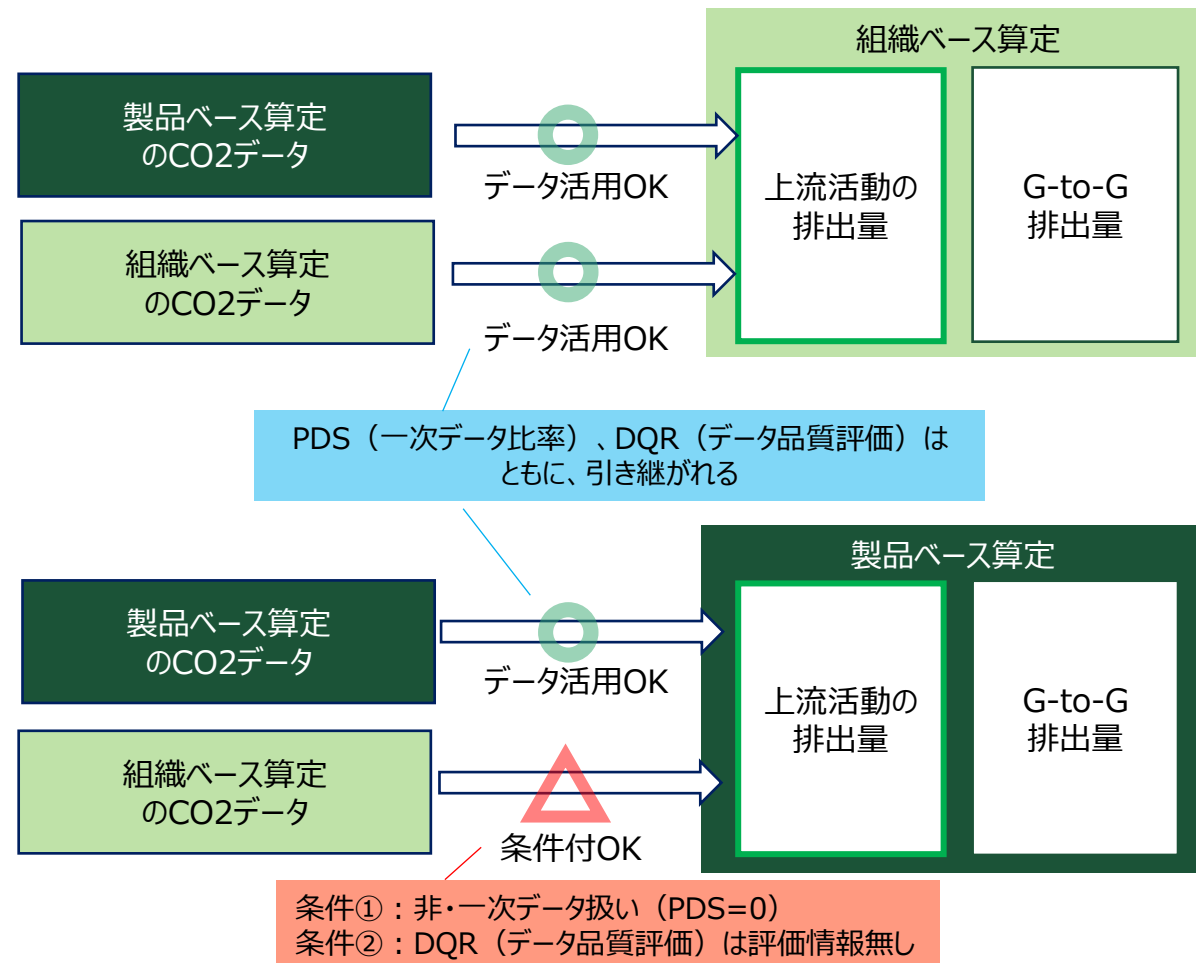 組織ベース算定
製品ベース算定
のCO2データ
データ活用OK
組織ベース算定
のCO2データ
データ活用OK
上流活動の
排出量
G-to-G
排出量
PDS（一次データ比率）、DQR（データ品質評価）は
ともに、引き継がれる
製品ベース算定
製品ベース算定
のCO2データ
データ活用OK
組織ベース算定
のCO2データ
条件付OK
上流活動の
排出量
G-to-G
排出量
条件①：非・一次データ扱い（PDS=0）
条件②：DQR（データ品質評価）は評価情報無し